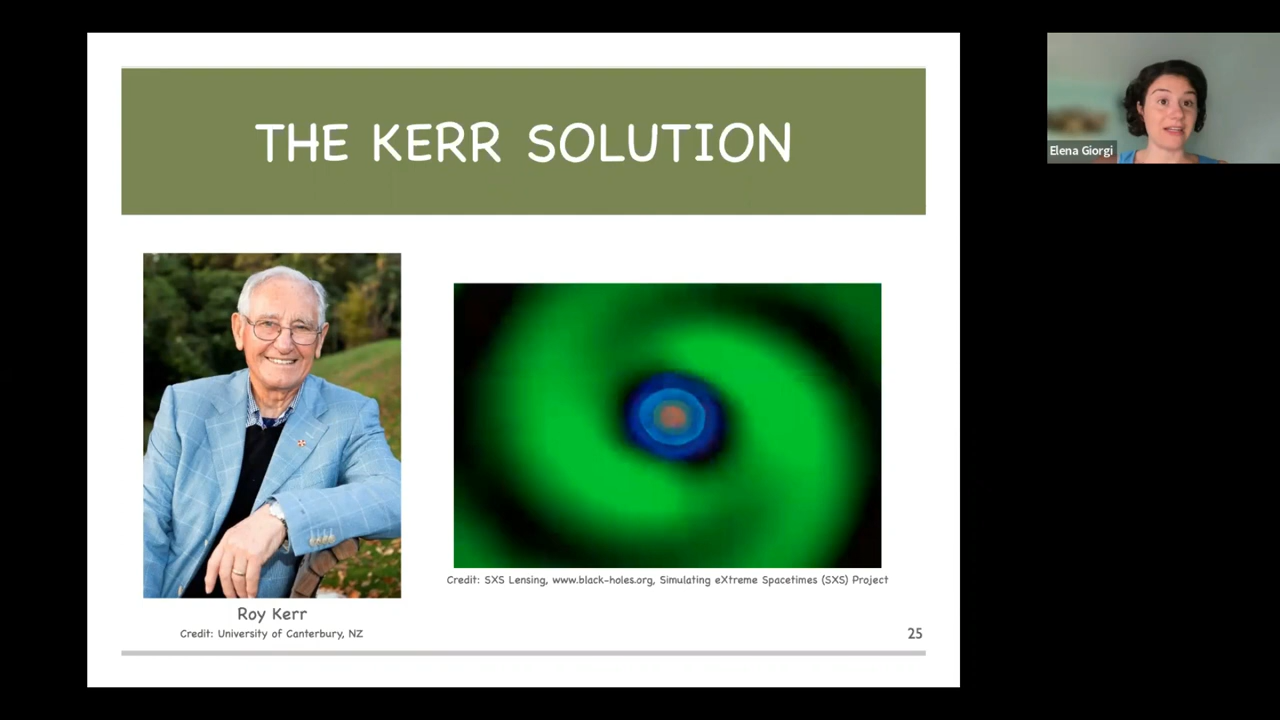 THE KERR SOLUTION
Elena Giorgi
Credit: SXS Lensing, www.black-holes.org, Simulating eXtreme Spacetimes (SXS) Project
Roy Kerr
Credit: University of Canterbury, NZ
25